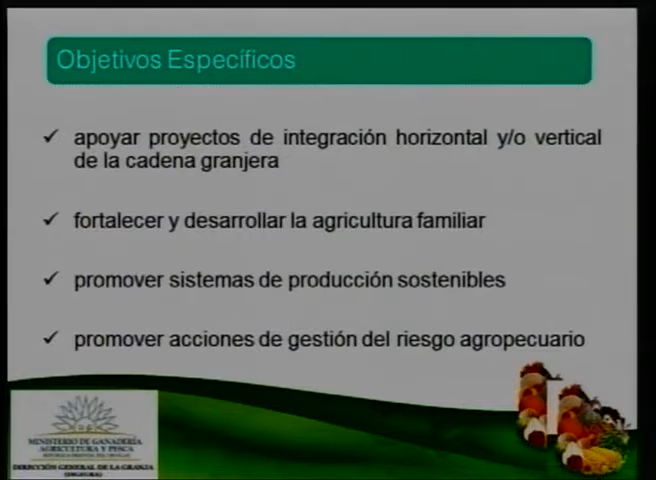 Objetivos Específicos
✓ apoyar proyectos de integración horizontal y/o vertical
de la cadena granjera
✓ fortalecer y desarrollar la agricultura familiar
✓ promover sistemas de producción sostenibles
✓ promover acciones de gestión del riesgo agropecuario
MINISTERIO DE GANADERÍA
AGRICULTURA Y PESCA
DIRECCIÓN GENERAL DE LA GRANJA
(DIGEGRA)